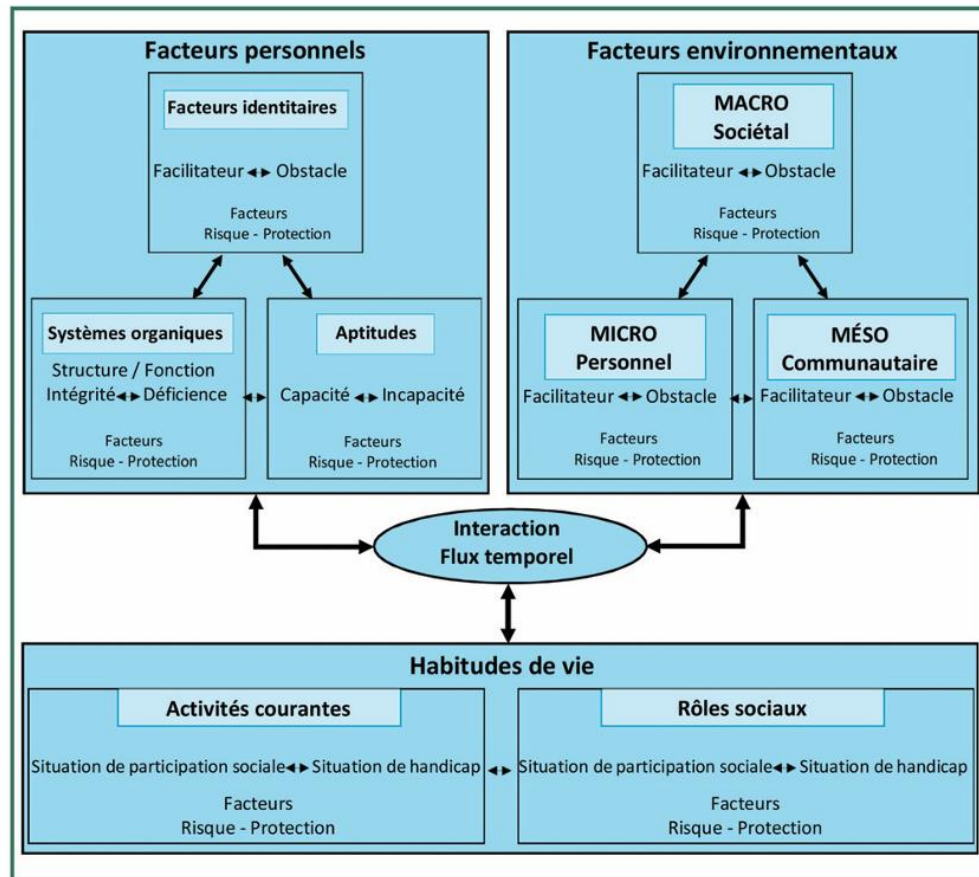 Facteurs personnels
Facteurs identitaires
Facilitateur ◄► Obstacle
Facteurs
Risque - Protection
Systèmes organiques
Structure / Fonction
Intégrité◄►Déficience
Facteurs
Risque - Protection
Aptitudes
Capacité ◄► Incapacité
Facteurs
Risque - Protection
Facteurs environnementaux
MACRO
Sociétal
Facilitateur ◄► Obstacle
Facteurs
Risque - Protection
MICRO
Personnel
Facilitateur ◄► Obstacle
Facteurs
Risque - Protection
MÉSO
Communautaire
Facilitateur ◄► Obstacle
Facteurs
Risque - Protection
Interaction
Flux temporel
Habitudes de vie
Activités courantes
Situation de participation sociale◄►Situation de handicap
Facteurs
Risque - Protection
Rôles sociaux
Situation de participation sociale◄►Situation de handicap
Facteurs
Risque - Protection